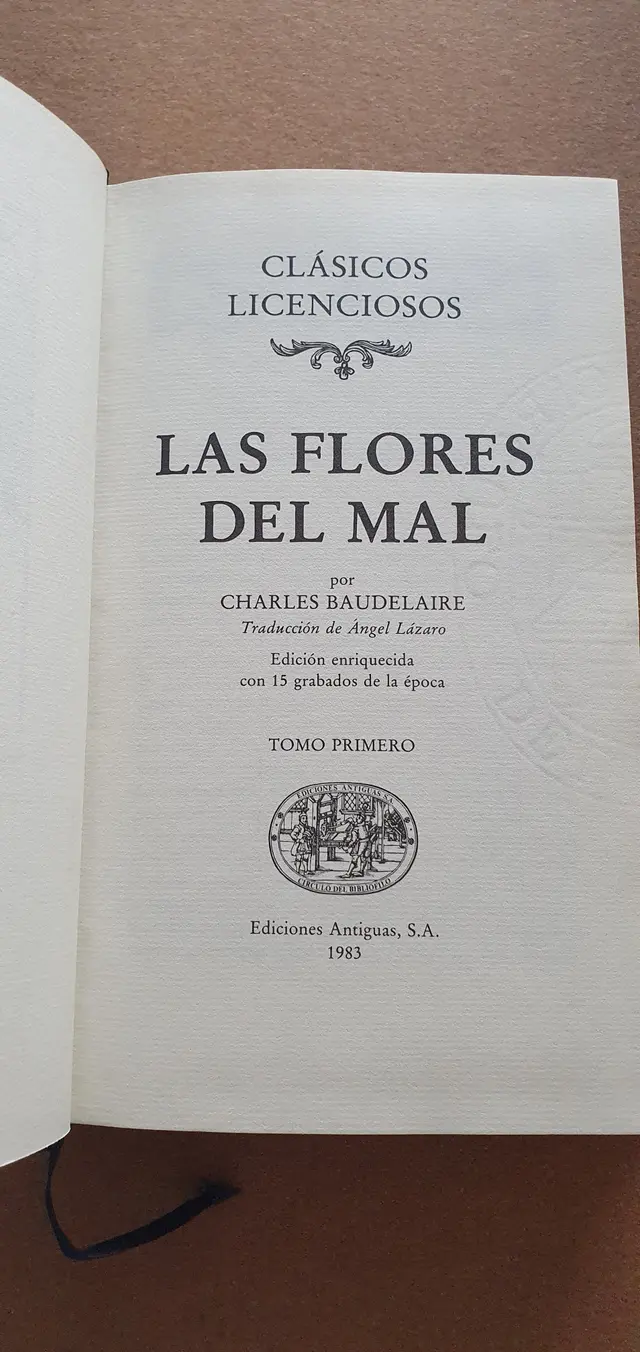 CLÁSICOS
LICENCIOSOS
LAS FLORES
DEL MAL
por
CHARLES BAUDELAIRE
Traducción de Ángel Lázaro
Edición enriquecida
con 15 grabados de la época
TOMO PRIMERO
EDICIONES ANTIGUAS S.A.
CIRCULO DEL BIBLIOFILO
Ediciones Antiguas, S.A.
1983